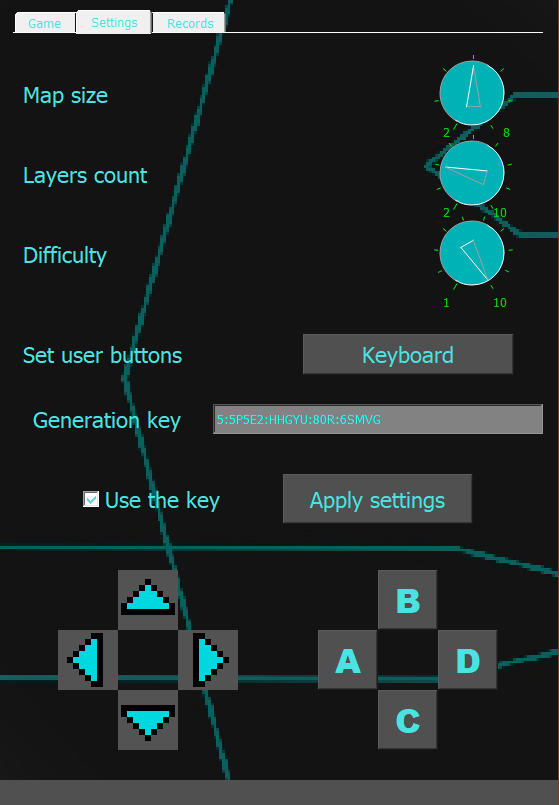 Game Settings Records
Map size
2 8
Layers count
2 10
Difficulty
1 10
Set user buttons Keyboard
Generation key 5:5P5E2:HHGYU:80R:6SMVG
Use the key Apply settings
B
A D
C